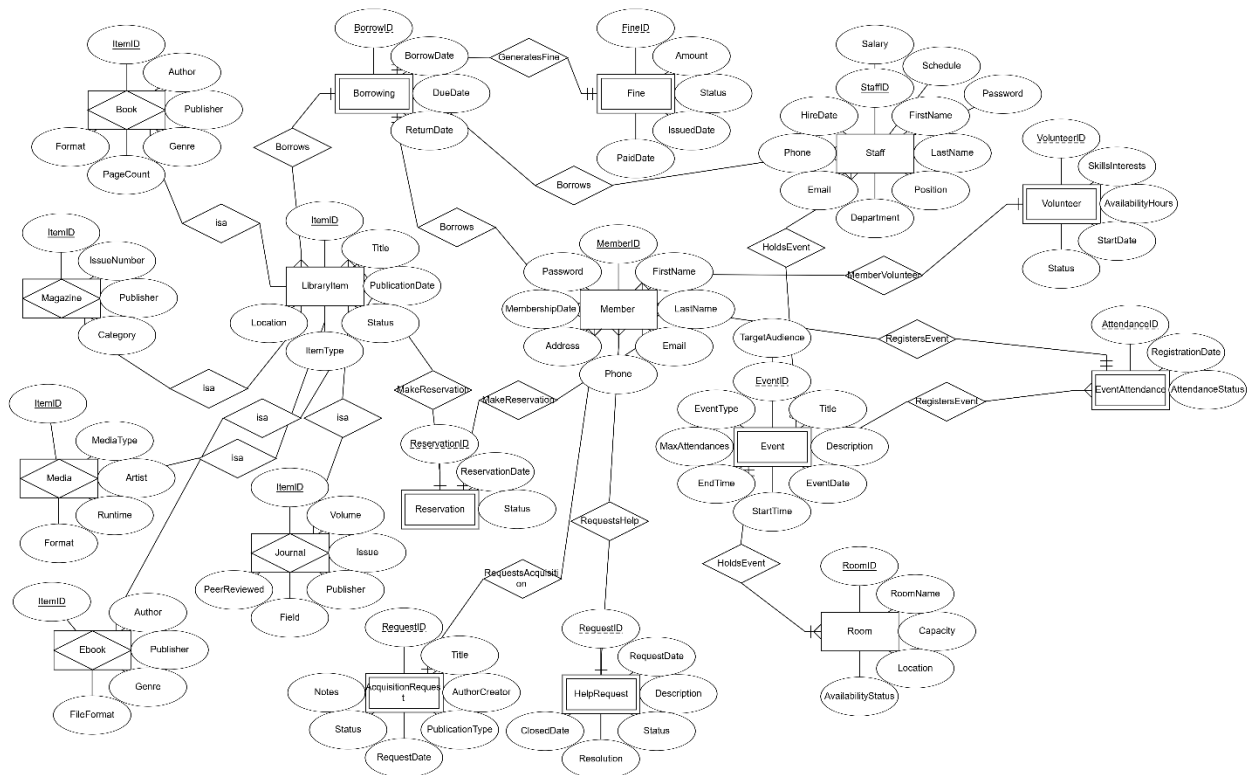 ItemID
Author
Book
Publisher
Format
Genre
PageCount
isa
BorrowID
BorrowDate
Borrowing
DueDate
ReturnDate
GeneratesFine
FineID
Amount
Fine
Status
IssuedDate
PaidDate
Salary
Schedule
StaffID
Password
HireDate
FirstName
Phone
Staff
LastName
Email
Position
Department
VolunteerID
SkillsInterests
Volunteer
AvailabilityHours
StartDate
Status
Borrows
Borrows
Borrows
HoldsEvent
MemberVolunteer
ItemID
IssueNumber
Magazine
Publisher
Category
isa
ItemID
Title
LibraryItem
PublicationDate
Location
Status
ItemType
MemberID
Password
FirstName
MembershipDate
Member
LastName
Address
Email
Phone
TargetAudience
RegistersEvent
AttendanceID
RegistrationDate
EventAttendance
AttendanceStatus
RegistersEvent
EventID
EventType
Title
MaxAttendances
Event
Description
EndTime
EventDate
StartTime
MakeReservation
MakeReservation
isa
isa
isa
ItemID
MediaType
Media
Artist
Runtime
Format
ReservationID
ReservationDate
Reservation
Status
ItemID
Volume
Journal
Issue
PeerReviewed
Publisher
Field
RequestsHelp
RequestsAcquisiti
on
HoldsEvent
ItemID
Author
Ebook
Publisher
Genre
FileFormat
RequestID
Title
Notes
AcquisitionReques
t
AuthorCreator
Status
PublicationType
RequestDate
RequestID
RequestDate
HelpRequest
Description
ClosedDate
Status
Resolution
RoomID
RoomName
Room
Capacity
Location
AvailabilityStatus